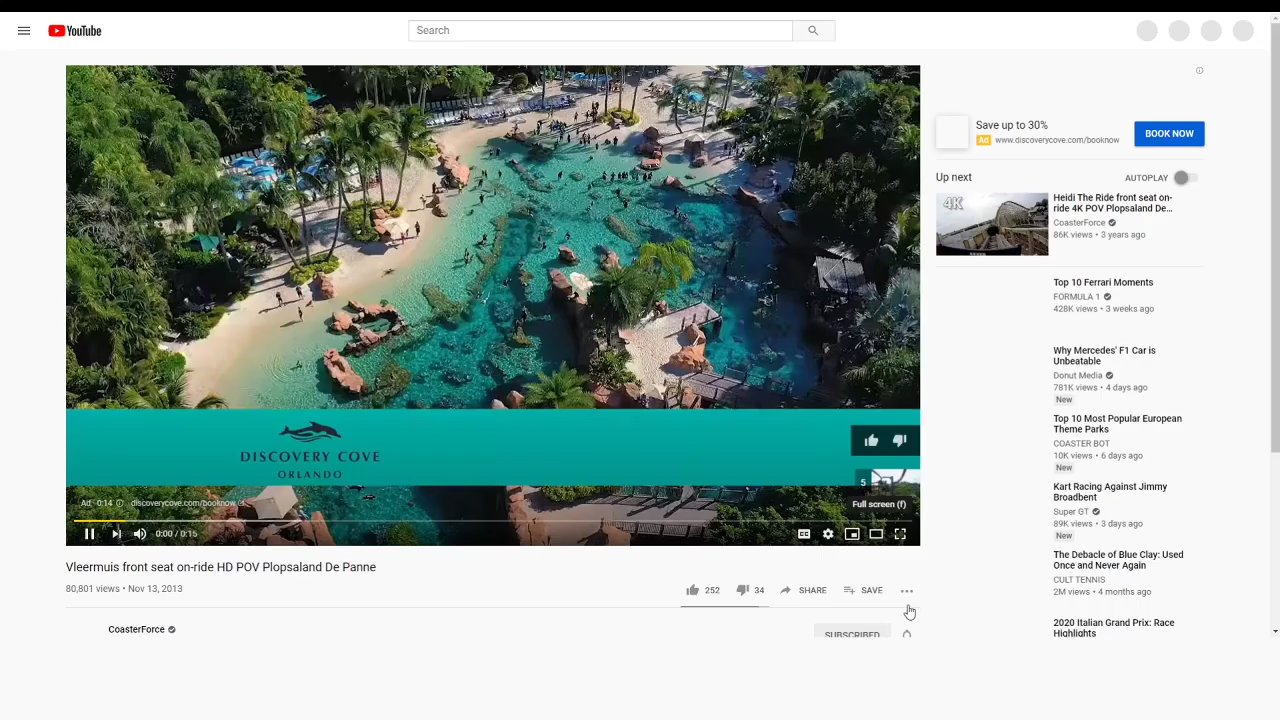 YouTube
Search
DISCOVERY COVE
ORLANDO
5
Ad · 0:14
discoverycove.com/booknow
Full screen (f)
0:00 / 0:15
CC
Vleermuis front seat on-ride HD POV Plopsaland De Panne
80,801 views • Nov 13, 2013
252
34
SHARE
SAVE
CoasterForce
SUBSCRIBED
Save up to 30%
Ad www.discoverycove.com/booknow
BOOK NOW
Up next
AUTOPLAY
4K
Heidi The Ride front seat on-
ride 4K POV Plopsaland De...
CoasterForce
86K views • 3 years ago
Top 10 Ferrari Moments
FORMULA 1
428K views • 3 weeks ago
Why Mercedes' F1 Car is
Unbeatable
Donut Media
781K views • 4 days ago
New
Top 10 Most Popular European
Theme Parks
COASTER BOT
10K views • 6 days ago
New
Kart Racing Against Jimmy
Broadbent
Super GT
89K views • 3 days ago
New
The Debacle of Blue Clay: Used
Once and Never Again
CULT TENNIS
2M views • 4 months ago
2020 Italian Grand Prix: Race
Highlights